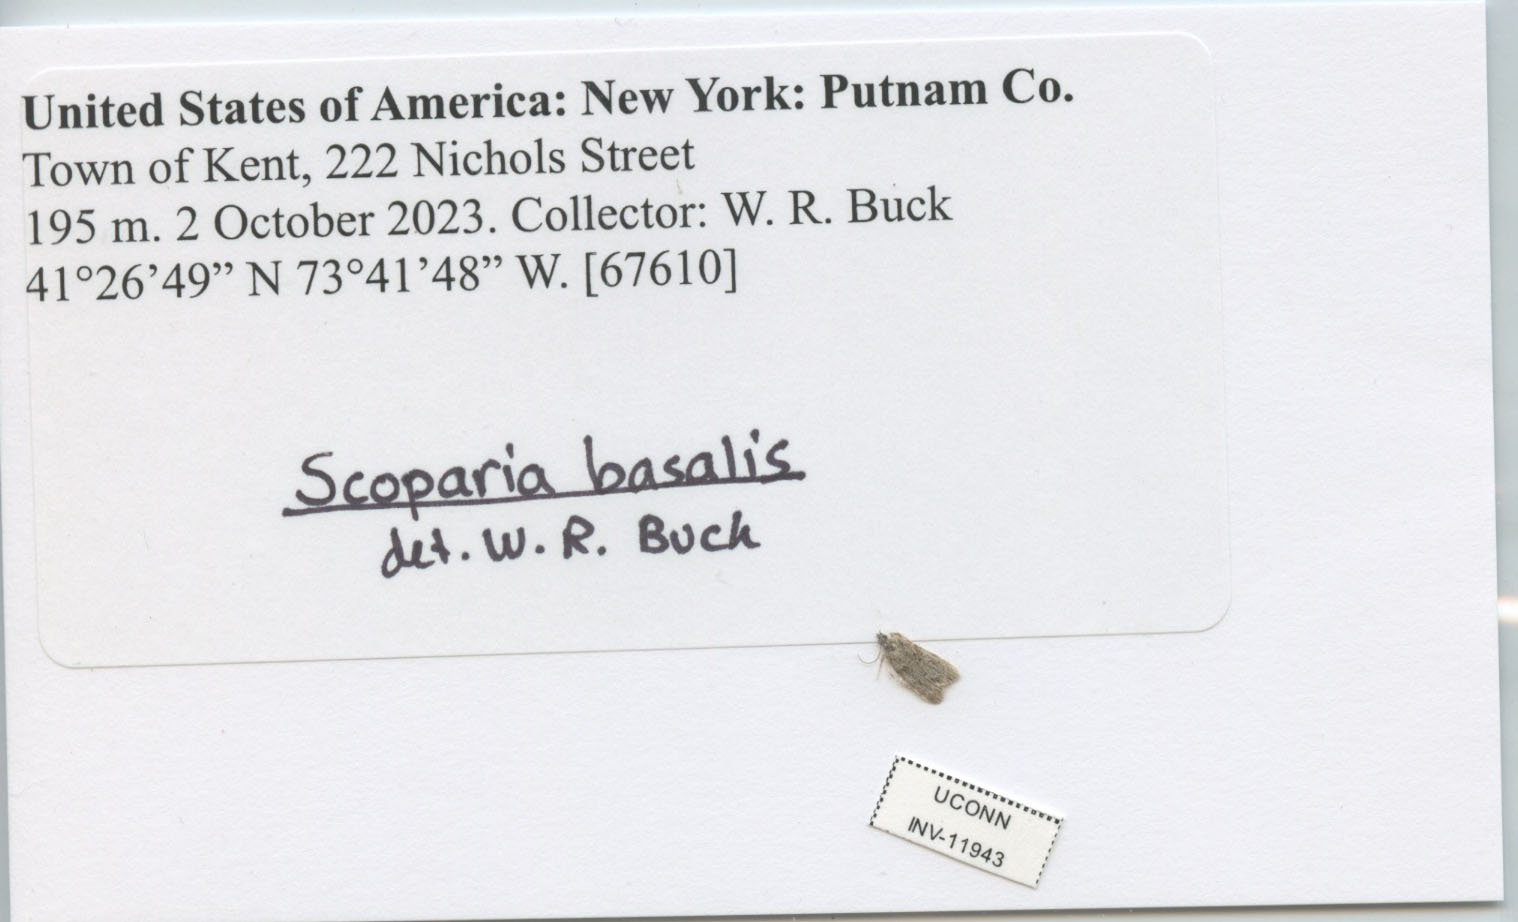 United States of America: New York: Putnam Co.
Town of Kent, 222 Nichols Street
195 m. 2 October 2023. Collector: W. R. Buck
41°26’49” N 73°41’48” W. [67610]
Scoparia basalis
det. W. R. Buck
UCONN
INV-11943